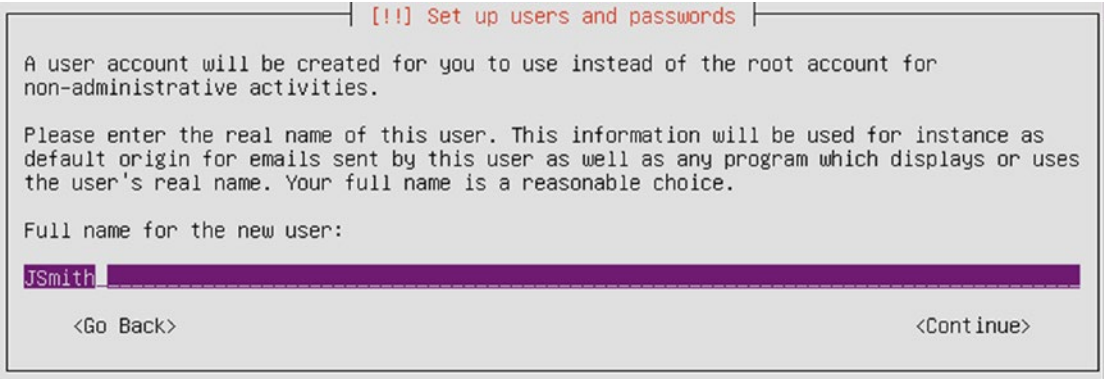 [!!] Set up users and passwords
A user account will be created for you to use instead of the root account for
non-administrative activities.
Please enter the real name of this user. This information will be used for instance as
default origin for emails sent by this user as well as any program which displays or uses
the user's real name. Your full name is a reasonable choice.
Full name for the new user:
JSmith
<Go Back> <Continue>